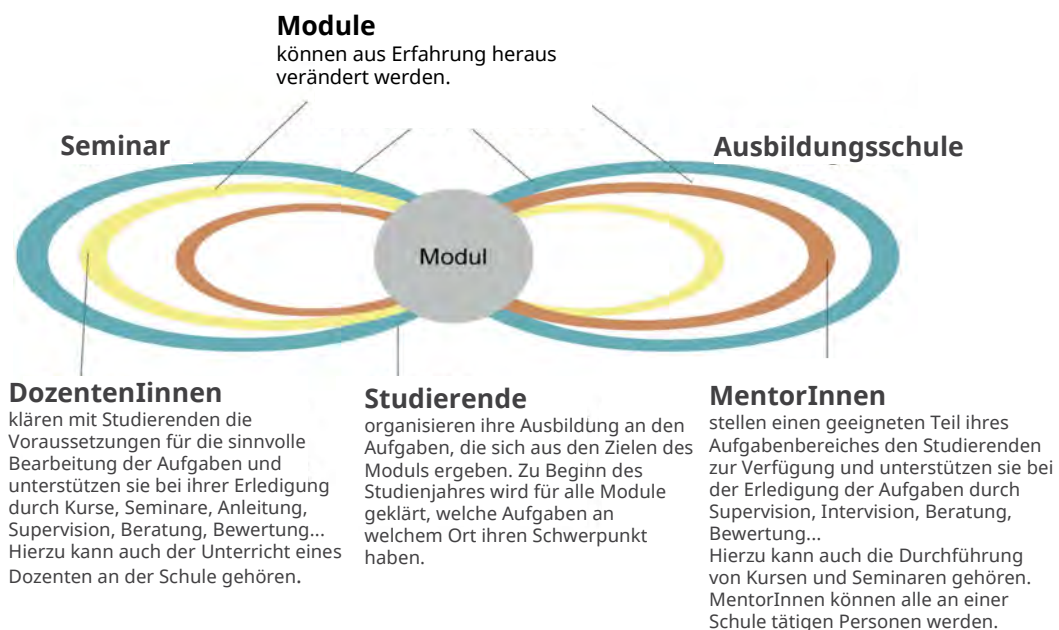 Module
können aus Erfahrung heraus
verändert werden.
Seminar
Ausbildungsschule
Modul
DozentenIinnen
klären mit Studierenden die
Voraussetzungen für die sinnvolle
Bearbeitung der Aufgaben und
unterstützen sie bei ihrer Erledigung
durch Kurse, Seminare, Anleitung,
Supervision, Beratung, Bewertung...
Hierzu kann auch der Unterricht eines
Dozenten an der Schule gehören.
Studierende
organisieren ihre Ausbildung an den
Aufgaben, die sich aus den Zielen des
Moduls ergeben. Zu Beginn des
Studienjahres wird für alle Module
geklärt, welche Aufgaben an
welchem Ort ihren Schwerpunkt
haben.
MentorInnen
stellen einen geeigneten Teil ihres
Aufgabenbereiches den Studierenden
zur Verfügung und unterstützen sie bei
der Erledigung der Aufgaben durch
Supervision, Intervision, Beratung,
Bewertung...
Hierzu kann auch die Durchführung
von Kursen und Seminaren gehören.
MentorInnen können alle an einer
Schule tätigen Personen werden.